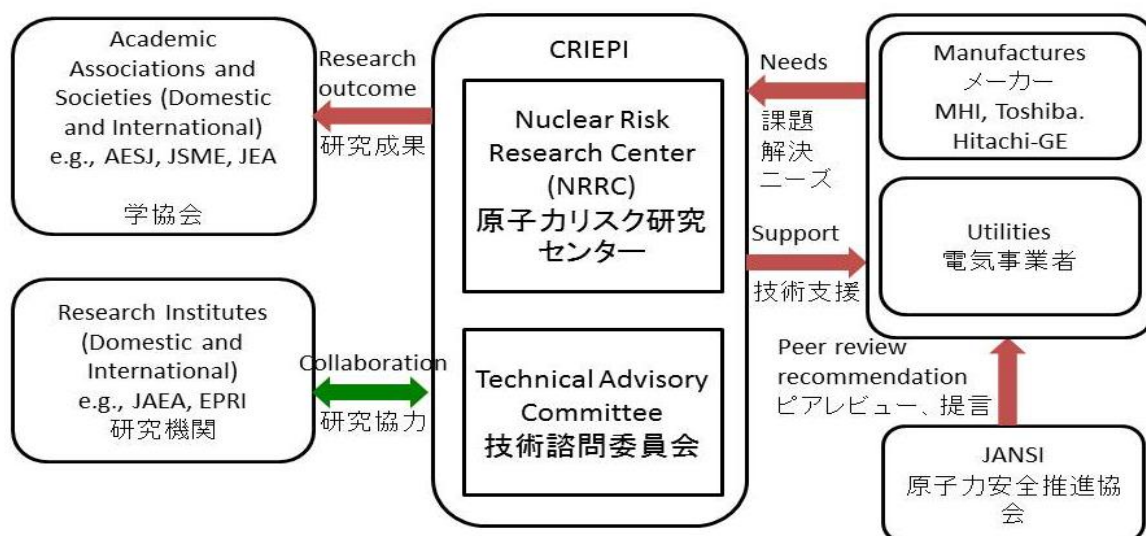 Academic
Associations and
Societies (Domestic
and International)
e.g., AESJ, JSME, JEA
学協会
Research
outcome
研究成果
Research Institutes
(Domestic and
International)
e.g., JAEA, EPRI
研究機関
Collaboration
研究協力
CRIEPI
Nuclear Risk
Research Center
(NRRC)
原子力リスク研究
センター
Technical Advisory
Committee
技術諮問委員会
Needs
課題
解決
ニーズ
Support
技術支援
Manufactures
メーカー
MHI, Toshiba.
Hitachi-GE
Utilities
電気事業者
Peer review
recommendation
ピアレビュー、提言
JANSI
原子力安全推進協
会